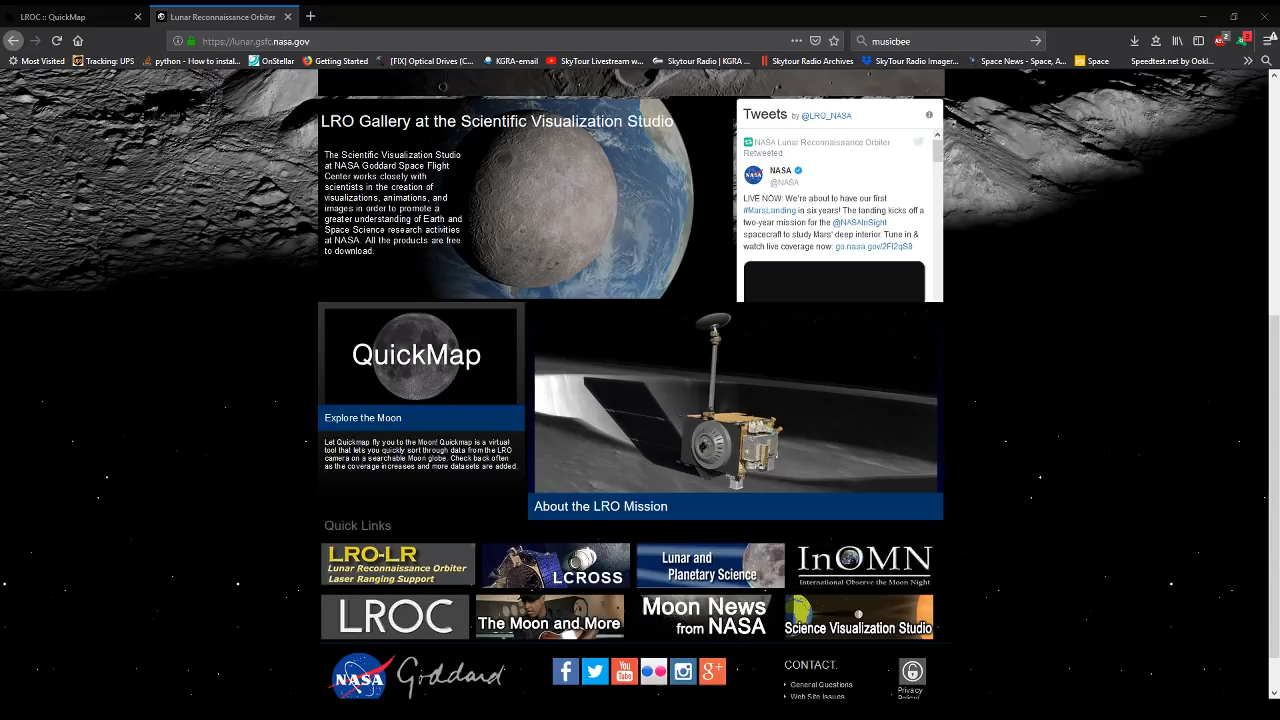 LROC :: QuickMap
Lunar Reconnaissance Orbiter
https://lunar.gsfc.nasa.gov
musicbee
2
3
Most Visited
Tracking: UPS
python - How to instal...
OnStellar
[FIX] Optical Drives (C...
KGRA-email
SkyTour Livestream w...
Skytour Radio | KGRA ...
Skytour Radio Archives
SkyTour Radio Imager...
Space News - Space, A...
Space
Speedtest.net by Ookl...
LRO Gallery at the Scientific Visualization Studio
The Scientific Visualization Studio
at NASA Goddard Space Flight
Center works closely with
scientists in the creation of
visualizations, animations, and
images in order to promote a
greater understanding of Earth and
Space Science research activities
at NASA. All the products are free
to download.
Tweets by @LRO_NASA
NASA Lunar Reconnaissance Orbiter
Retweeted
NASA
@NASA
LIVE NOW: We're about to have our first
#MarsLanding in six years! The landing kicks off a
two-year mission for the @NASAInSight
spacecraft to study Mars' deep interior. Tune in &
watch live coverage now: go.nasa.gov/2FI2qS8
QuickMap
Explore the Moon
Let Quickmap fly you to the Moon! Quickmap is a virtual
tool that lets you quickly sort through data from the LRO
camera on a searchable Moon globe. Check back often
as the coverage increases and more datasets are added.
About the LRO Mission
Quick Links
LRO-LR
Lunar Reconnaissance Orbiter
Laser Ranging Support
LCROSS
Lunar and
Planetary Science
InOMN
International Observe the Moon Night
LROC
The Moon and More
Moon News
from NASA
Science Visualization Studio
NASA
Goddard
f
You
Tube
g+
CONTACT.
General Questions
Web Site Issues
Privacy
Policy